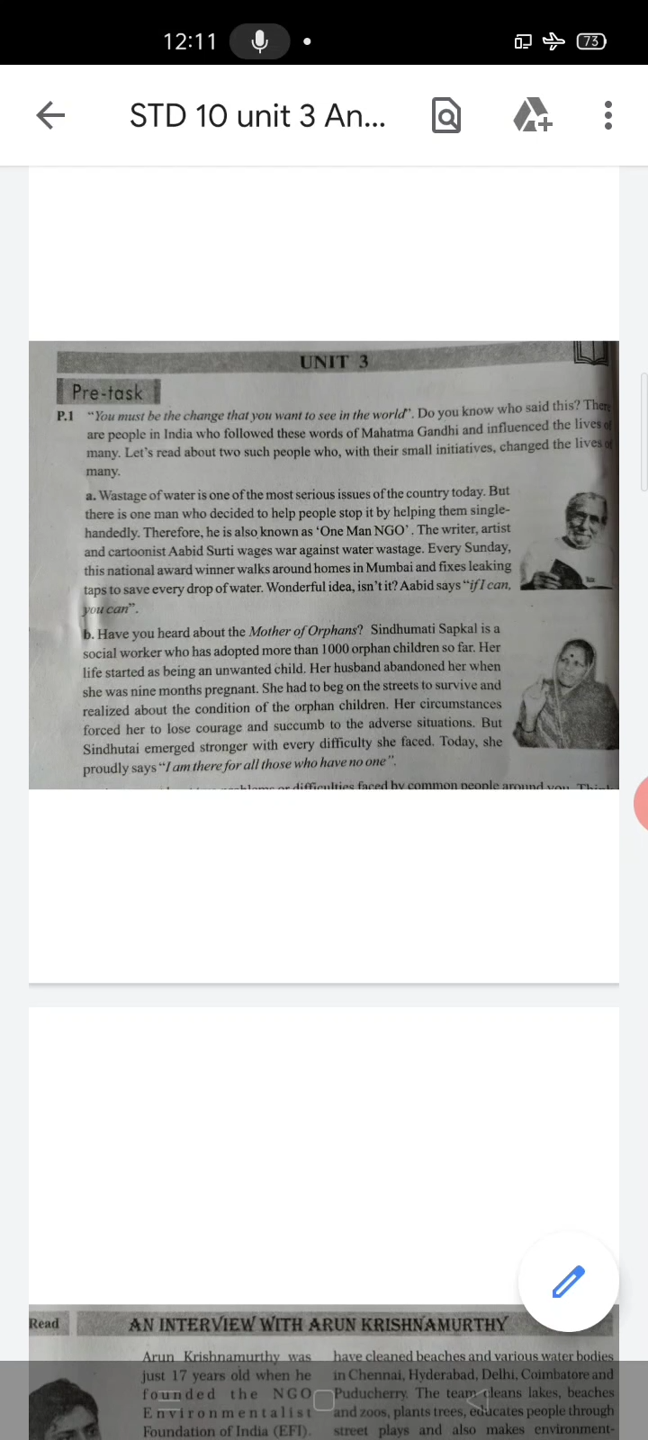 12:11
73
STD 10 unit 3 An...
UNIT 3
Pre-task
P.1 "You must be the change that you want to see in the world". Do you know who said this? There
are people in India who followed these words of Mahatma Gandhi and influenced the lives of
many. Let's read about two such people who, with their small initiatives, changed the lives of
many.
a. Wastage of water is one of the most serious issues of the country today. But
there is one man who decided to help people stop it by helping them single-
handedly. Therefore, he is also known as 'One Man NGO'. The writer, artist
and cartoonist Aabid Surti wages war against water wastage. Every Sunday,
this national award winner walks around homes in Mumbai and fixes leaking
taps to save every drop of water. Wonderful idea, isn't it? Aabid says "if I can,
you can".
b. Have you heard about the Mother of Orphans? Sindhumati Sapkal is a
social worker who has adopted more than 1000 orphan children so far. Her
life started as being an unwanted child. Her husband abandoned her when
she was nine months pregnant. She had to beg on the streets to survive and
realized about the condition of the orphan children. Her circumstances
forced her to lose courage and succumb to the adverse situations. But
Sindhutai emerged stronger with every difficulty she faced. Today, she
proudly says "I am there for all those who have no one".
or difficulties faced by common people around you.
Read
AN INTERVIEW WITH ARUN KRISHNAMURTHY
Arun Krishnamurthy was
just 17 years old when he
founded the NGO
Environmentalist
Foundation of India (EFI).
have cleaned beaches and various water bodies
in Chennai, Hyderabad, Delhi, Coimbatore and
Puducherry. The team cleans lakes, beaches
and zoos, plants trees, educates people through
street plays and also makes environment-